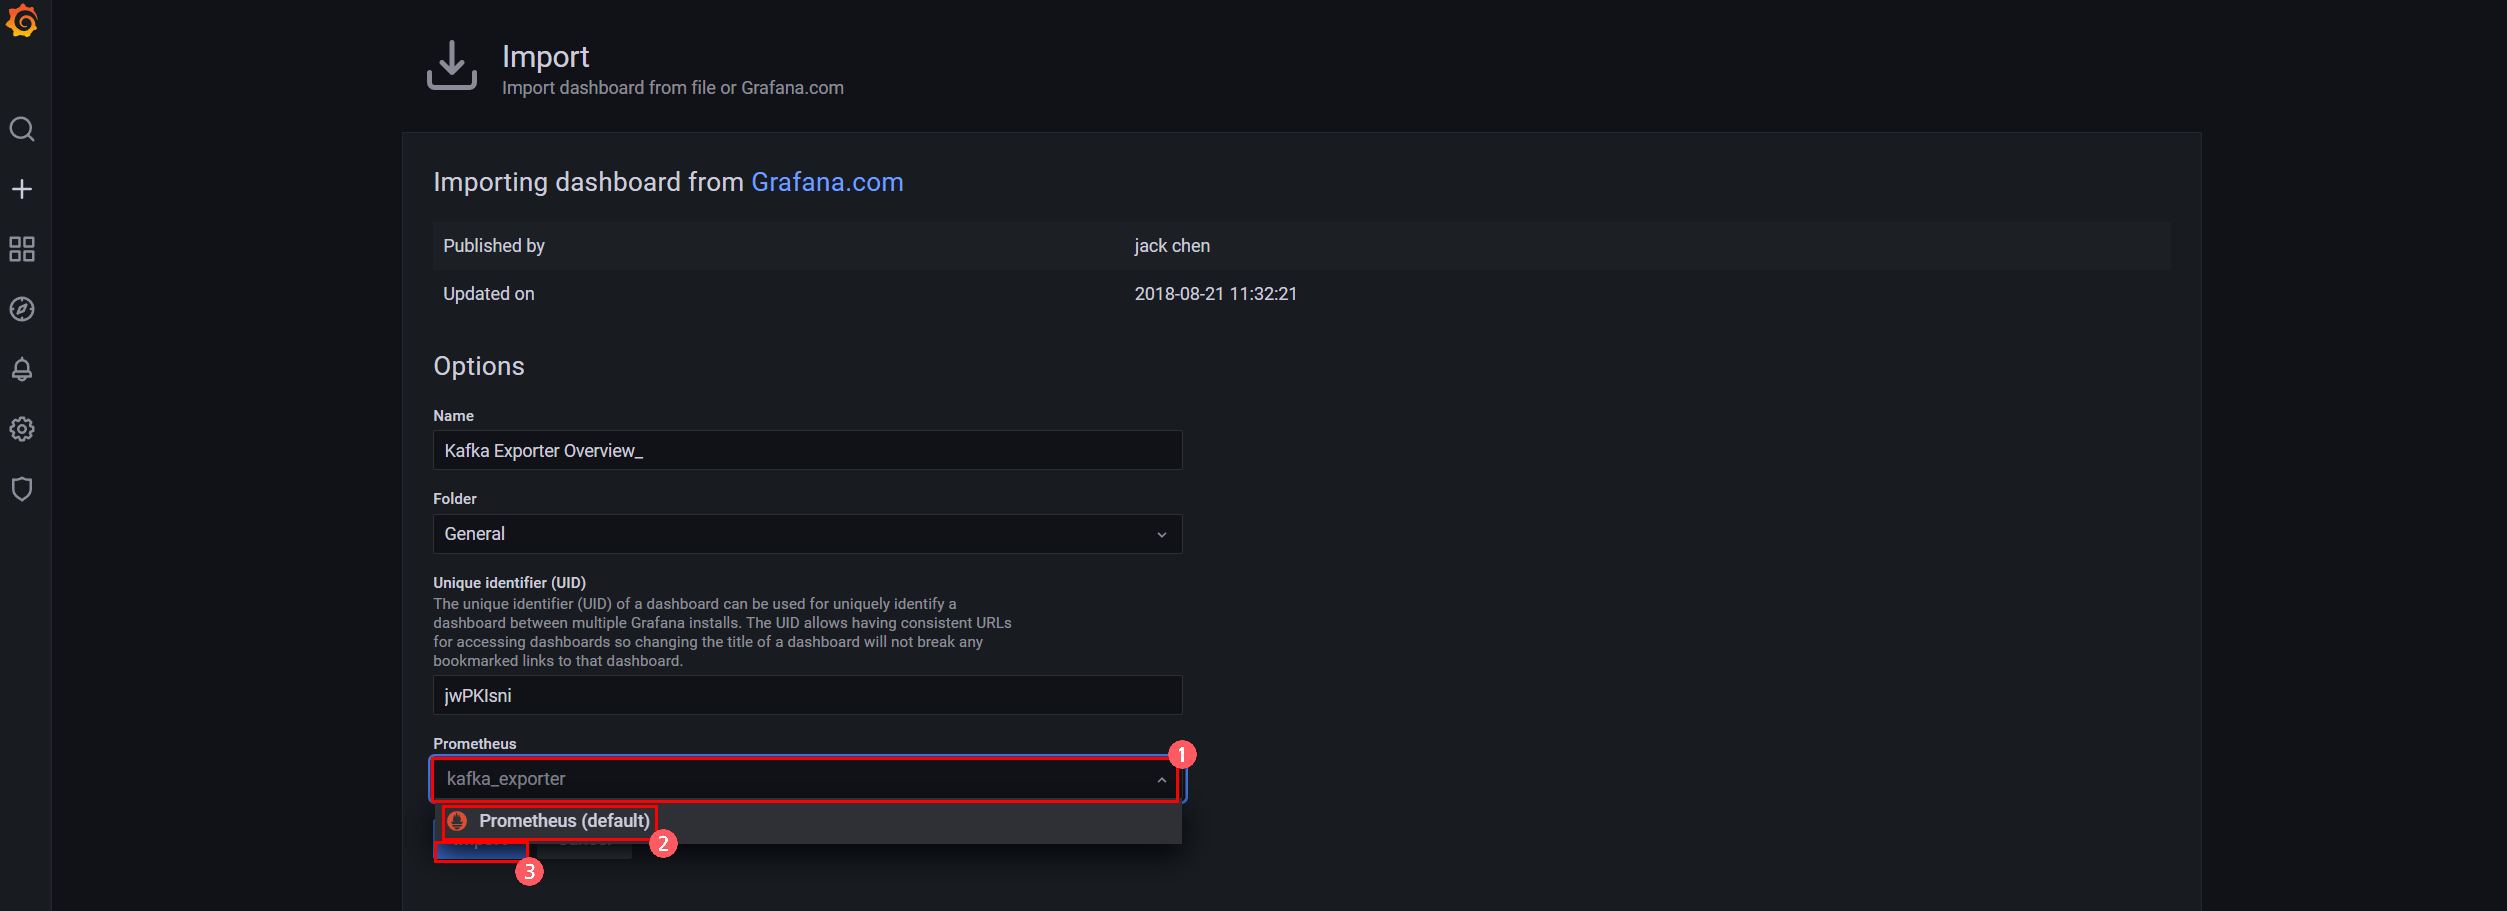 Import
Import dashboard from file or Grafana.com
Importing dashboard from Grafana.com
Published by jack chen
Updated on 2018-08-21 11:32:21
Options
Name
Kafka Exporter Overview_
Folder
General
Unique identifier (UID)
The unique identifier (UID) of a dashboard can be used for uniquely identify a
dashboard between multiple Grafana installs. The UID allows having consistent URLs
for accessing dashboards so changing the title of a dashboard will not break any
bookmarked links to that dashboard.
jwPKIsni
Prometheus
1
kafka_exporter
Prometheus (default)
2
3